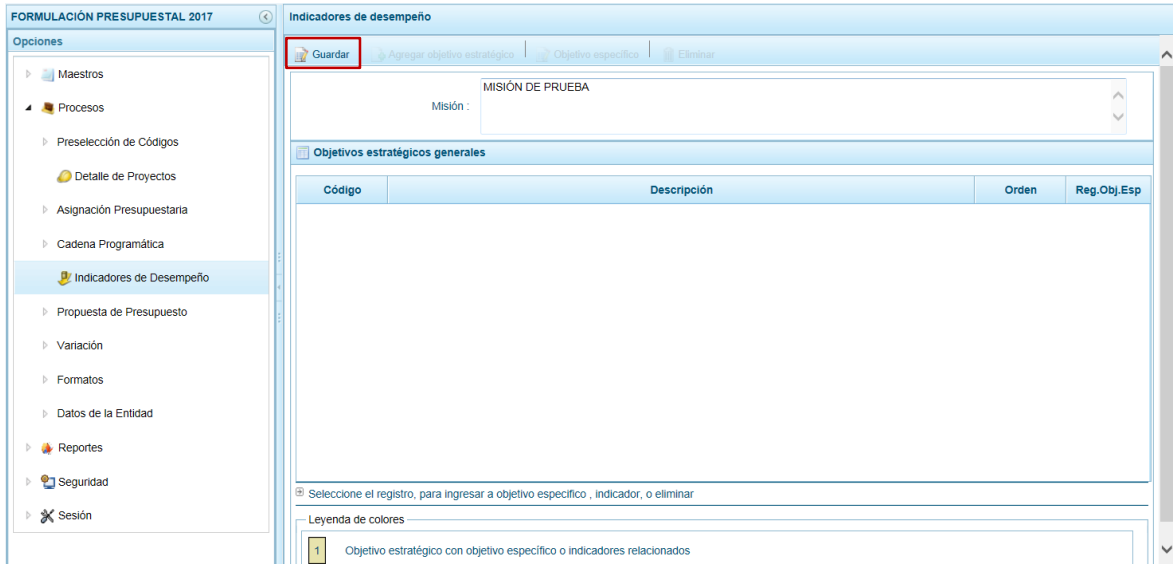 FORMULACIÓN PRESUPUESTAL 2017
Opciones
Maestros
Procesos
Preselección de Códigos
Detalle de Proyectos
Asignación Presupuestaria
Cadena Programática
Indicadores de Desempeño
Propuesta de Presupuesto
Variación
Formatos
Datos de la Entidad
Reportes
Seguridad
Sesión
Indicadores de desempeño
Guardar Agregar objetivo estratégico Objetivo específico Eliminar
Misión : MISIÓN DE PRUEBA
Objetivos estratégicos generales
Código Descripción Orden Reg.Obj.Esp
Seleccione el registro, para ingresar a objetivo especifico , indicador, o eliminar
Leyenda de colores
1 Objetivo estratégico con objetivo específico o indicadores relacionados